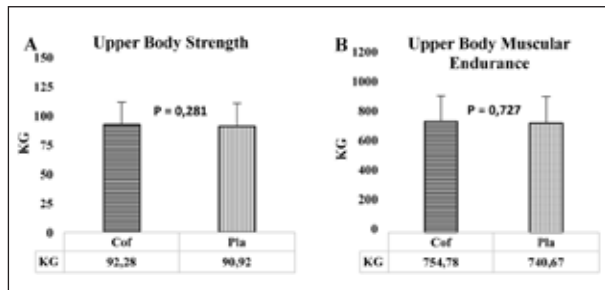 A
Upper Body Strength
150
125
100
75
50
25
0
KG
P = 0,281
Cof
Pla
KG
92,28
90,92
B
Upper Body Muscular
Endurance
1200
1000
800
600
400
200
0
KG
P = 0,727
Cof
Pla
KG
754,78
740,67